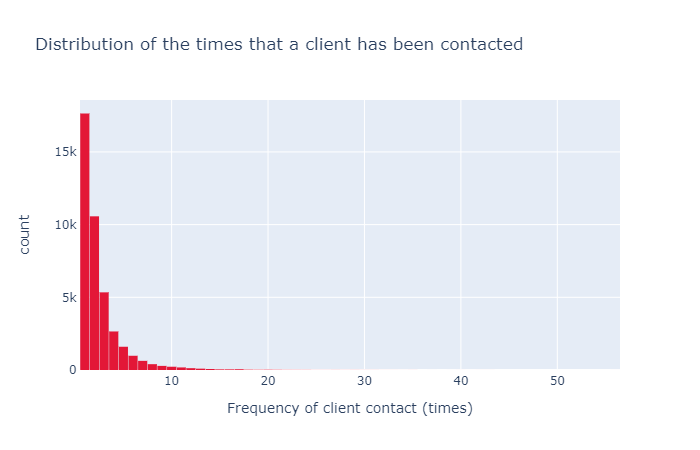 Distribution of the times that a client has been contacted
15k
10k
5k
0
count
10 20 30 40 50
Frequency of client contact (times)